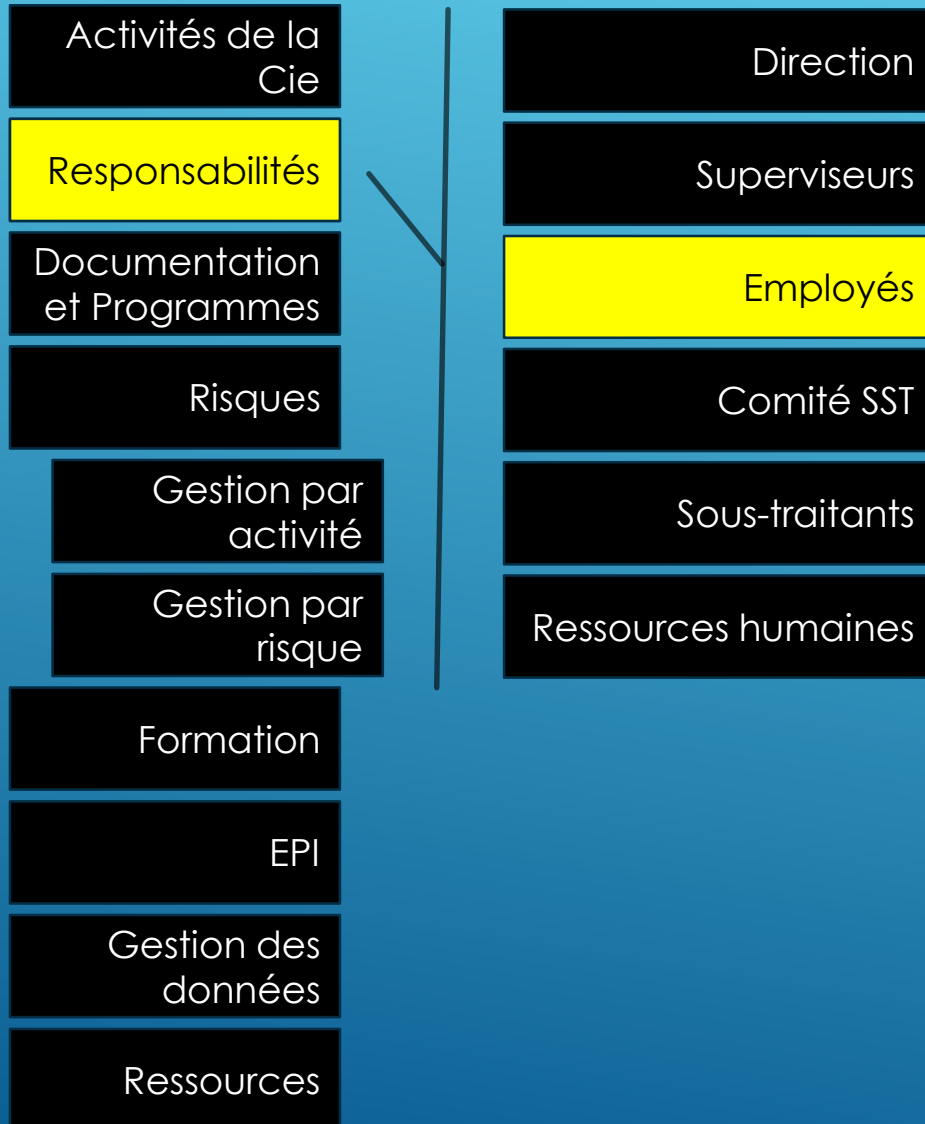 Activités de la
Cie
Responsabilités
Documentation
et Programmes
Risques
Gestion par
activité
Gestion par
risque
Formation
EPI
Gestion des
données
Ressources
Direction
Superviseurs
Employés
Comité SST
Sous-traitants
Ressources humaines